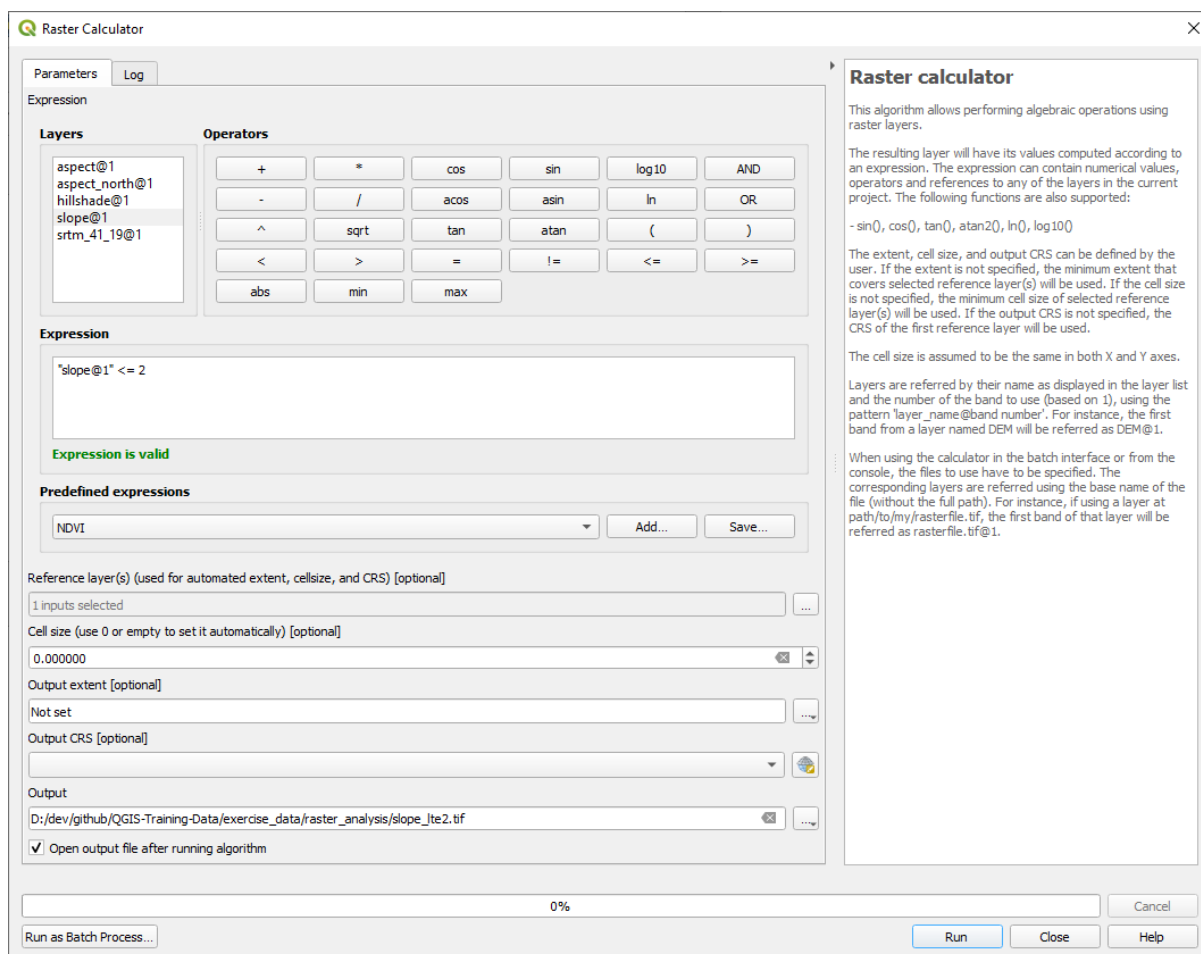 Raster Calculator
Parameters
Log
Expression
Layers
aspect@1
aspect_north@1
hillshade@1
slope@1
srtm_41_19@1
Operators
+ * cos sin log10 AND
- / acos asin ln OR
^ sqrt tan atan ( )
< > = != <= >=
abs min max
Expression
"slope@1" <= 2
Expression is valid
Predefined expressions
NDVI
Add...
Save...
Reference layer(s) (used for automated extent, cellsize, and CRS) [optional]
1 inputs selected
...
Cell size (use 0 or empty to set it automatically) [optional]
0.000000
Output extent [optional]
Not set
...
Output CRS [optional]
Output
D:/dev/github/QGIS-Training-Data/exercise_data/raster_analysis/slope_lte2.tif
...
Open output file after running algorithm
Raster calculator
This algorithm allows performing algebraic operations using
raster layers.
The resulting layer will have its values computed according to
an expression. The expression can contain numerical values,
operators and references to any of the layers in the current
project. The following functions are also supported:
- sin(), cos(), tan(), atan2(), ln(), log10()
The extent, cell size, and output CRS can be defined by the
user. If the extent is not specified, the minimum extent that
covers selected reference layer(s) will be used. If the cell size
is not specified, the minimum cell size of selected reference
layer(s) will be used. If the output CRS is not specified, the
CRS of the first reference layer will be used.
The cell size is assumed to be the same in both X and Y axes.
Layers are referred by their name as displayed in the layer list
and the number of the band to use (based on 1), using the
pattern 'layer_name@band number'. For instance, the first
band from a layer named DEM will be referred as DEM@1.
When using the calculator in the batch interface or from the
console, the files to use have to be specified. The
corresponding layers are referred using the base name of the
file (without the full path). For instance, if using a layer at
path/to/my/rasterfile.tif, the first band of that layer will be
referred as rasterfile.tif@1.
0%
Cancel
Run as Batch Process...
Run
Close
Help